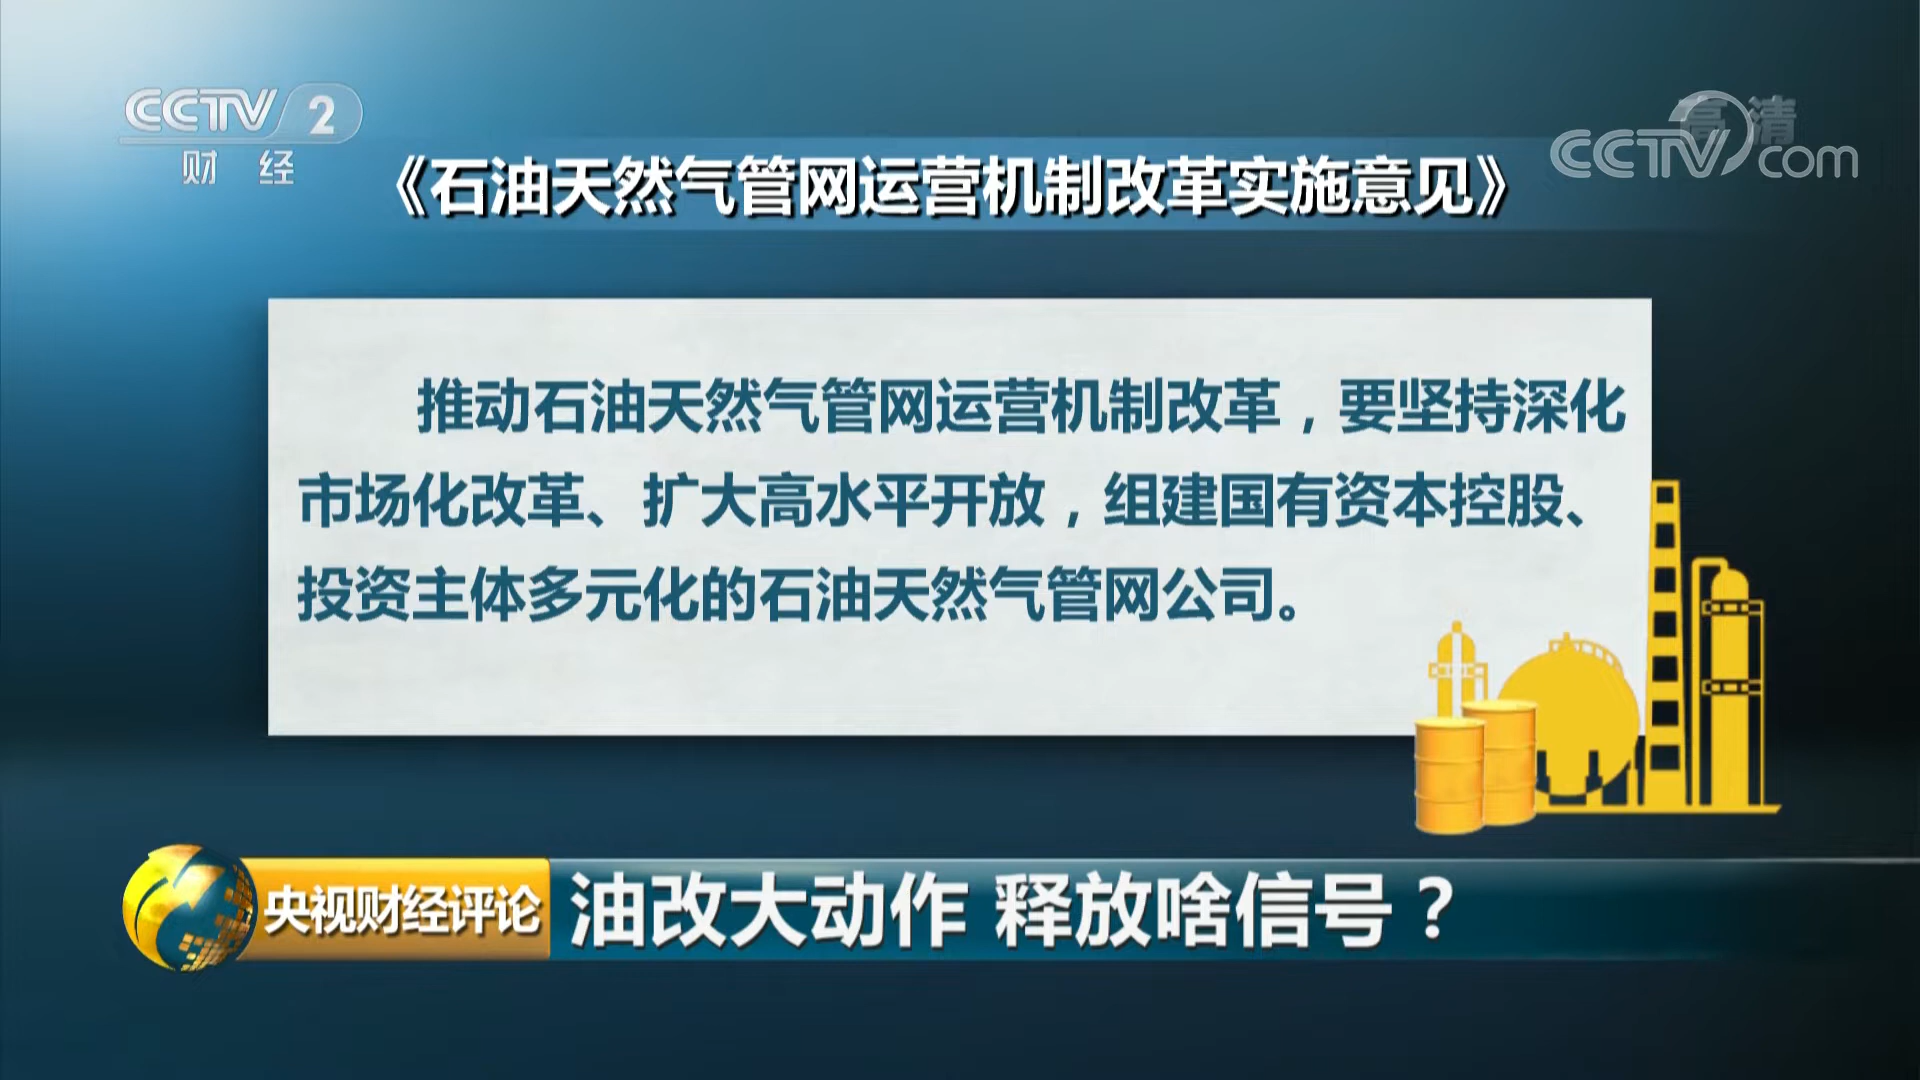 CCTV 2
财经
高清
CCTV.com
《石油天然气管网运营机制改革实施意见》
推动石油天然气管网运营机制改革，要坚持深化
市场化改革、扩大高水平开放，组建国有资本控股、
投资主体多元化的石油天然气管网公司。
央视财经评论
油改大动作 释放啥信号？